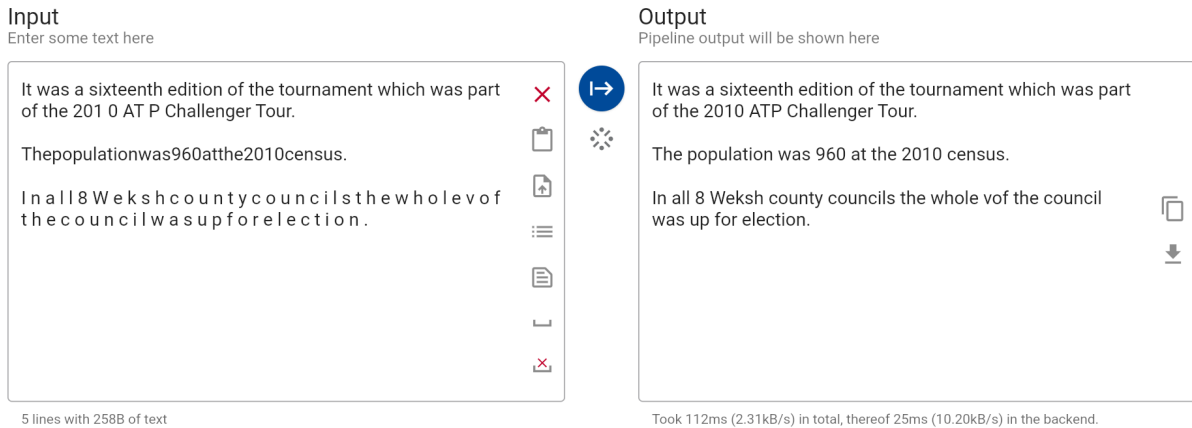 Input
Enter some text here
It was a sixteenth edition of the tournament which was part
of the 201 0 AT P Challenger Tour.
Thepopulationwas960atthe2010census.
I n a l l 8 W e k s h c o u n t y c o u n c i l s t h e w h o l e v o f
t h e c o u n c i l w a s u p f o r e l e c t i o n .
5 lines with 258B of text
Output
Pipeline output will be shown here
It was a sixteenth edition of the tournament which was part
of the 2010 ATP Challenger Tour.
The population was 960 at the 2010 census.
In all 8 Weksh county councils the whole vof the council
was up for election.
Took 112ms (2.31kB/s) in total, thereof 25ms (10.20kB/s) in the backend.